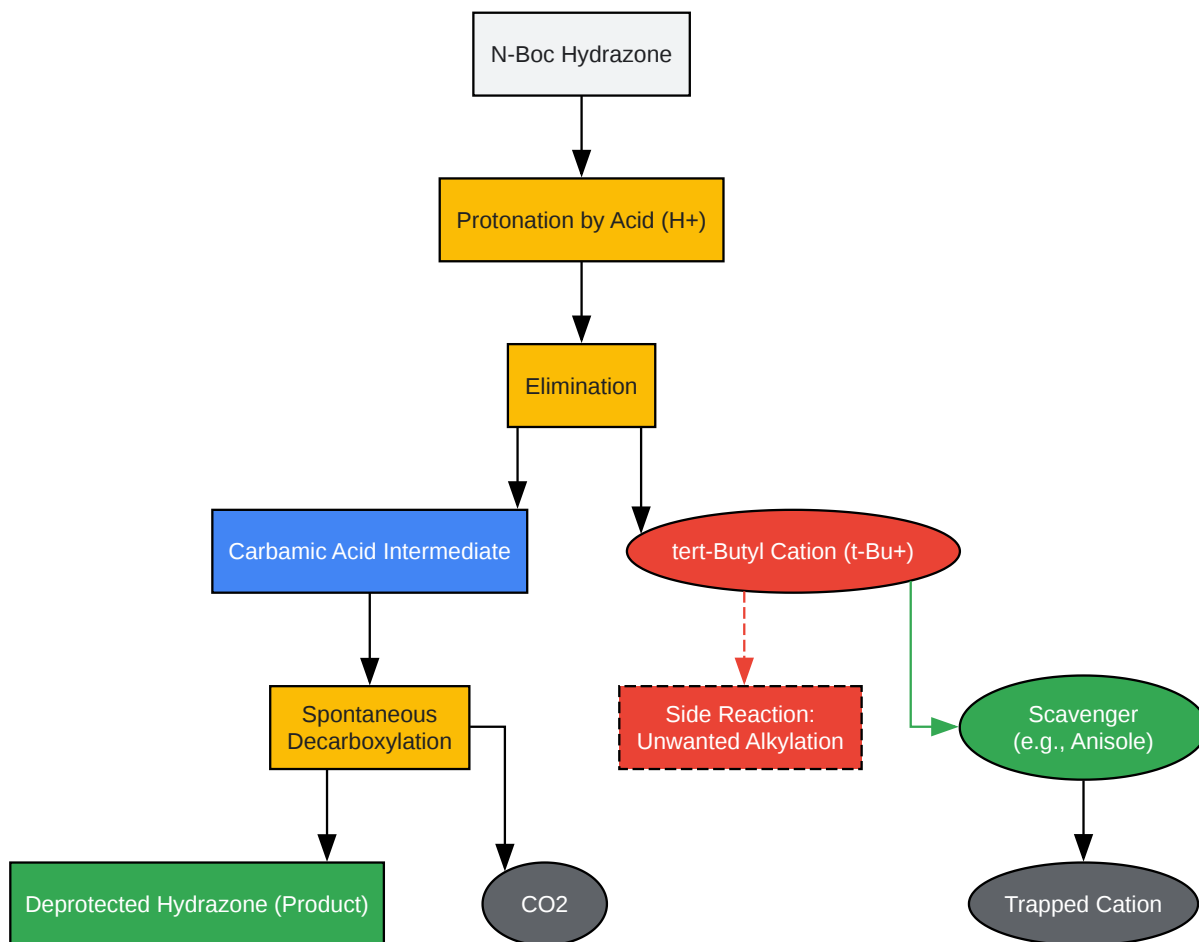 N-Boc Hydrazone
Protonation by Acid (H+)
Elimination
Carbamic Acid Intermediate
tert-Butyl Cation (t-Bu+)
Spontaneous
Decarboxylation
Side Reaction:
Unwanted Alkylation
Scavenger
(e.g., Anisole)
Deprotected Hydrazone (Product)
CO2
Trapped Cation